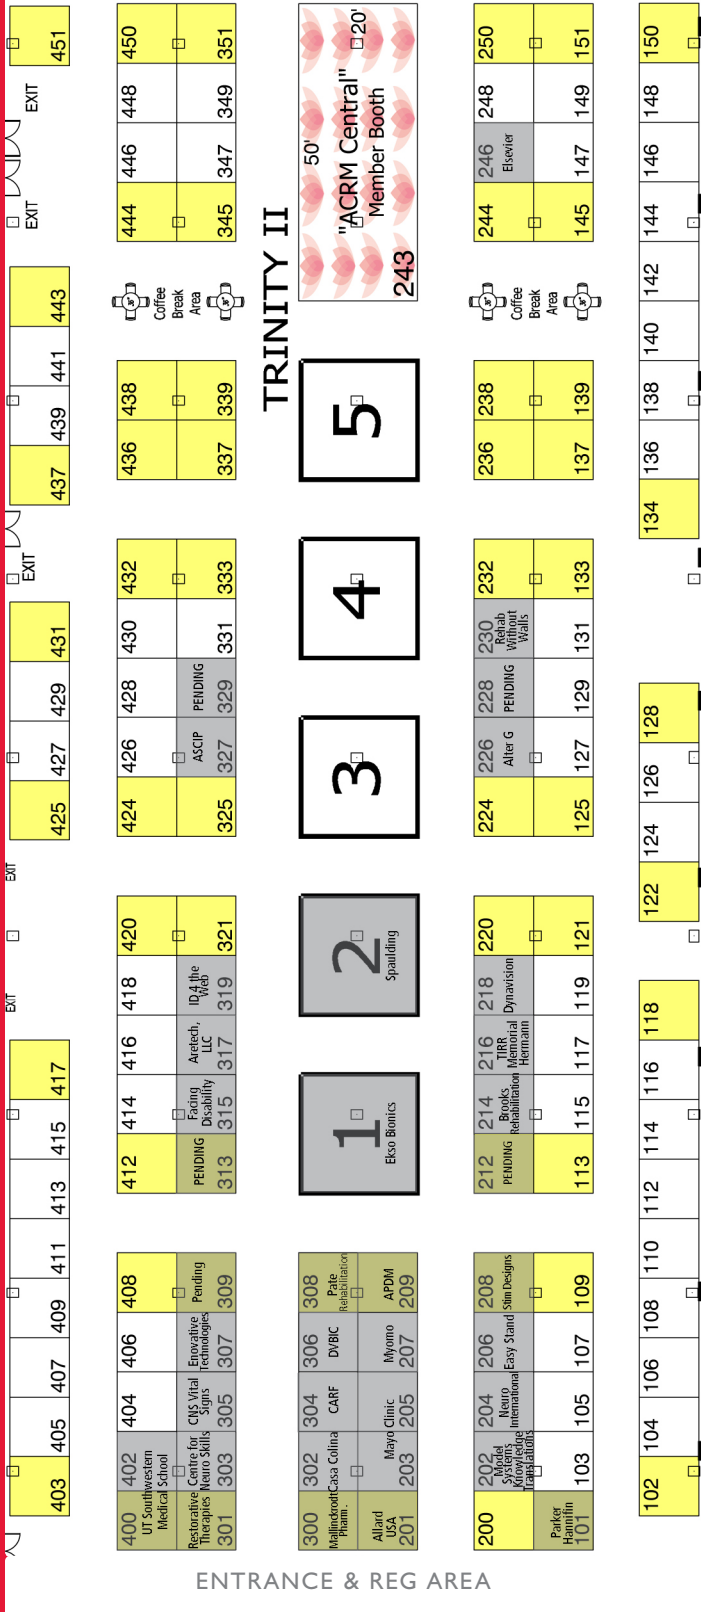 451
EXIT
EXIT
443
441
439
437
EXIT
431
429
427
425
EXIT
EXIT
417
415
413
411
409
407
405
403
450
351
448
349
446
347
444
345
Coffee
Break
Area
438
339
436
337
432
333
430
331
428
PENDING
329
426
ASCIP
327
424
325
420
321
418
ID 4 the
Web
319
416
Aretech,
LLC
317
414
Facing
Disability
315
412
PENDING
313
408
Pending
309
406
Enovative
Technologies
307
404
CNS Vital
Signs
305
402
Centre for
Neuro Skills
303
400
UT Southwestern
Medical School
Restorative
Therapies
301
TRINITY II
50'
20'
"ACRM Central"
Member Booth
243
5
4
3
2
Spaulding
1
Ekso Bionics
308
Pate
Rehabilitation
APDM
209
306
DVBIC
Myomo
207
304
CARF
Mayo Clinic
205
302
Casa Colina
203
300
Mallinckrodt
Pharm.
Allard
USA
201
250
151
248
149
246
Elsevier
147
244
145
Coffee
Break
Area
238
139
236
137
232
133
230
Rehab
Without
Walls
131
228
PENDING
129
226
Alter G
127
224
125
220
121
218
Dynavision
119
216
TIRR
Memorial
Hermann
117
214
Brooks
Rehabilitation
115
212
PENDING
113
208
Stim Designs
109
206
Easy Stand
107
204
Neuro
International
105
202
Model
Systems
Knowledge
Translations
103
200
Parker
Hannifin
101
150
148
146
144
142
140
138
136
134
128
126
124
122
118
116
114
112
110
108
106
104
102
ENTRANCE & REG AREA